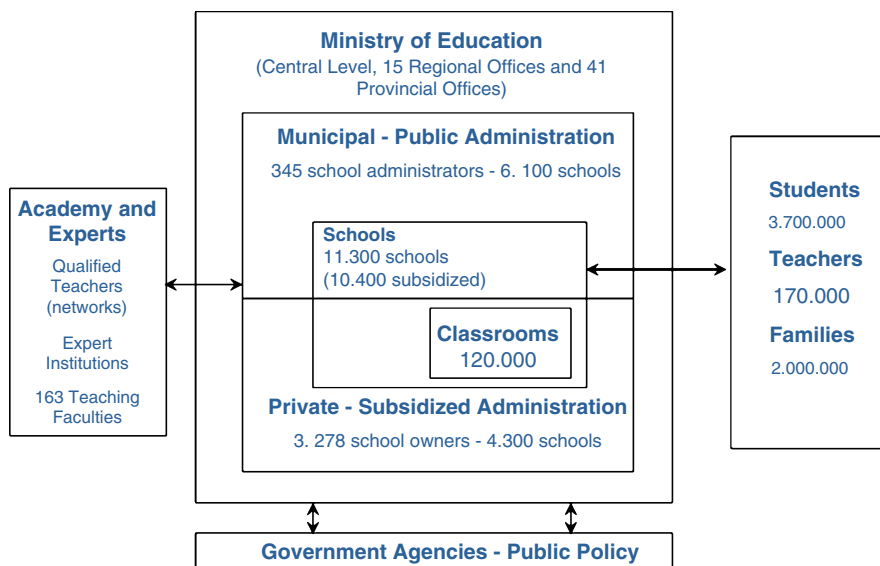 Ministry of Education
(Central Level, 15 Regional Offices and 41
Provincial Offices)
Municipal - Public Administration
345 school administrators - 6. 100 schools
Schools
11.300 schools
(10.400 subsidized)
Classrooms
120.000
Private - Subsidized Administration
3. 278 school owners - 4.300 schools
Academy and
Experts
Qualified
Teachers
(networks)
Expert
Institutions
163 Teaching
Faculties
Students
3.700.000
Teachers
170.000
Families
2.000.000
Government Agencies - Public Policy